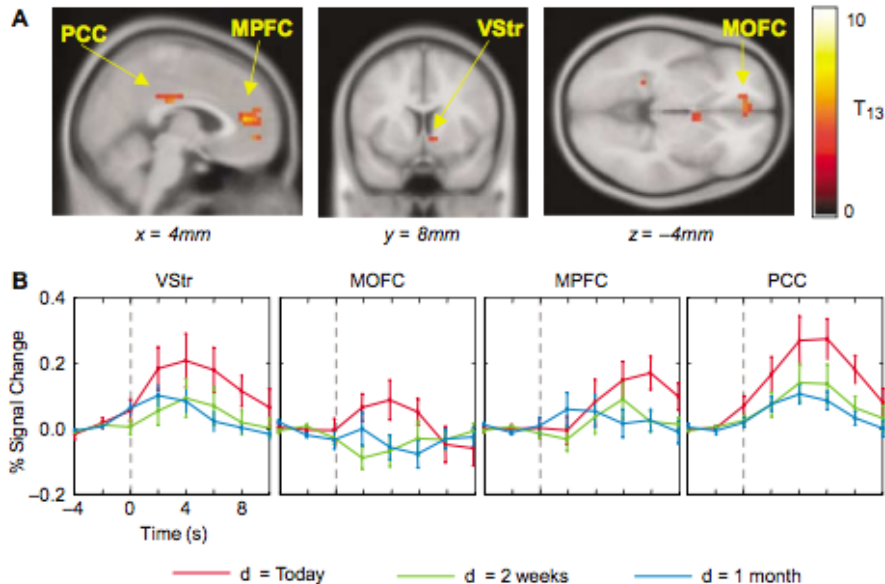 A
PCC
MPFC
VStr
MOFC
10
T13
0
x = 4mm
y = 8mm
z = –4mm
B
VStr
MOFC
MPFC
PCC
% Signal Change
0.4
0.2
0.0
–0.2
–4
0
4
8
Time (s)
d = Today
d = 2 weeks
d = 1 month